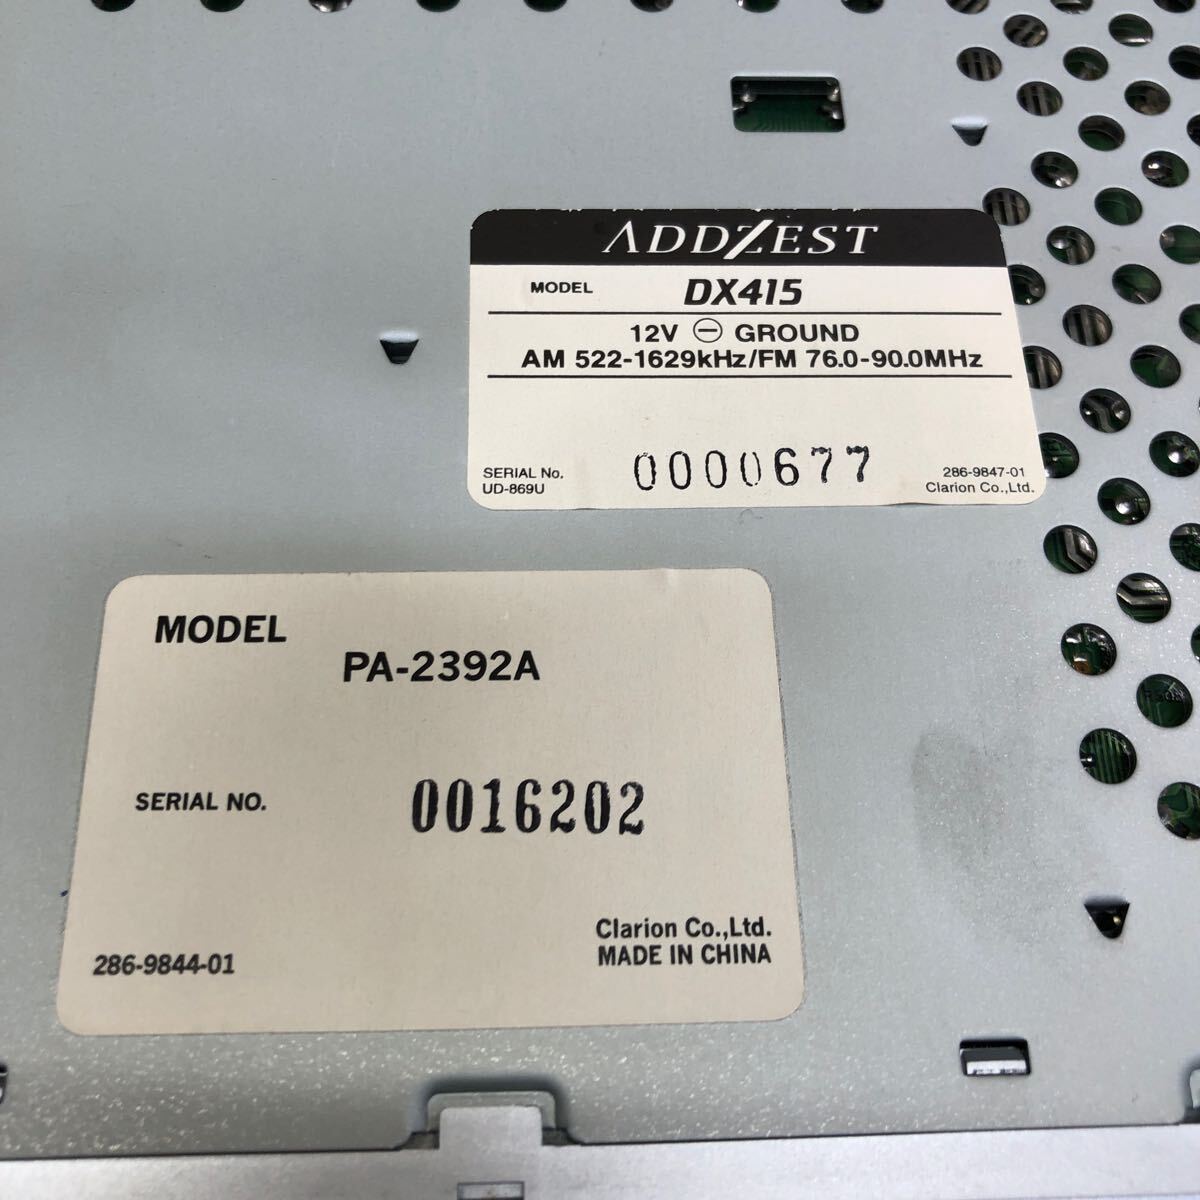 ADDZEST
MODEL DX415
12V ⊖ GROUND
AM 522-1629kHz/FM 76.0-90.0MHz
SERIAL No. 0000677 286-9847-01
UD-869U Clarion Co.,Ltd.
MODEL
PA-2392A
SERIAL NO. 0016202
Clarion Co.,Ltd.
286-9844-01 MADE IN CHINA